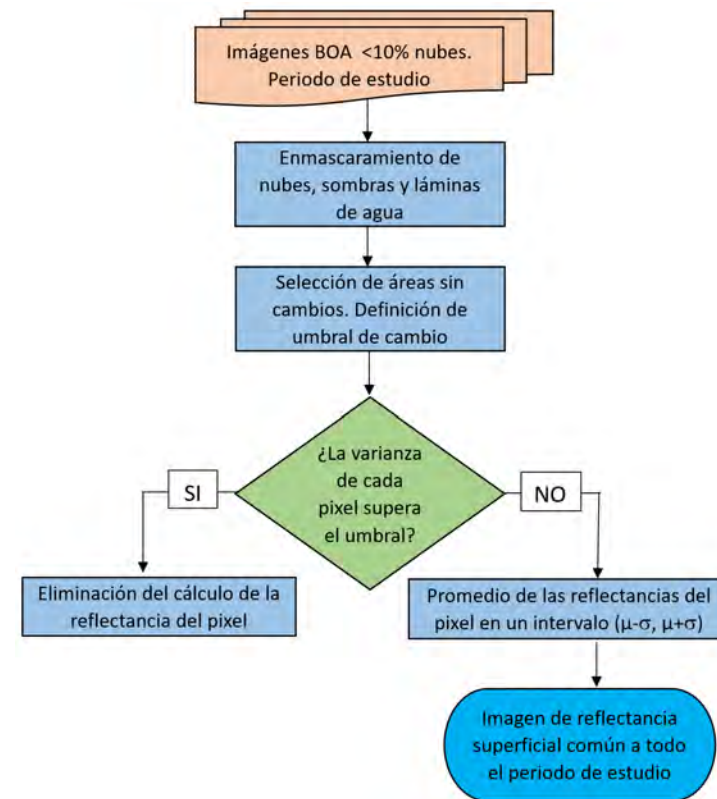 Imágenes BOA <10% nubes.
Periodo de estudio
Enmascaramiento de
nubes, sombras y láminas
de agua
Selección de áreas sin
cambios. Definición de
umbral de cambio
¿La varianza
de cada
pixel supera
el umbral?
SI
NO
Eliminación del cálculo de la
reflectancia del pixel
Promedio de las reflectancias del
pixel en un intervalo (μ-σ, μ+σ)
Imagen de reflectancia
superficial común a todo
el periodo de estudio